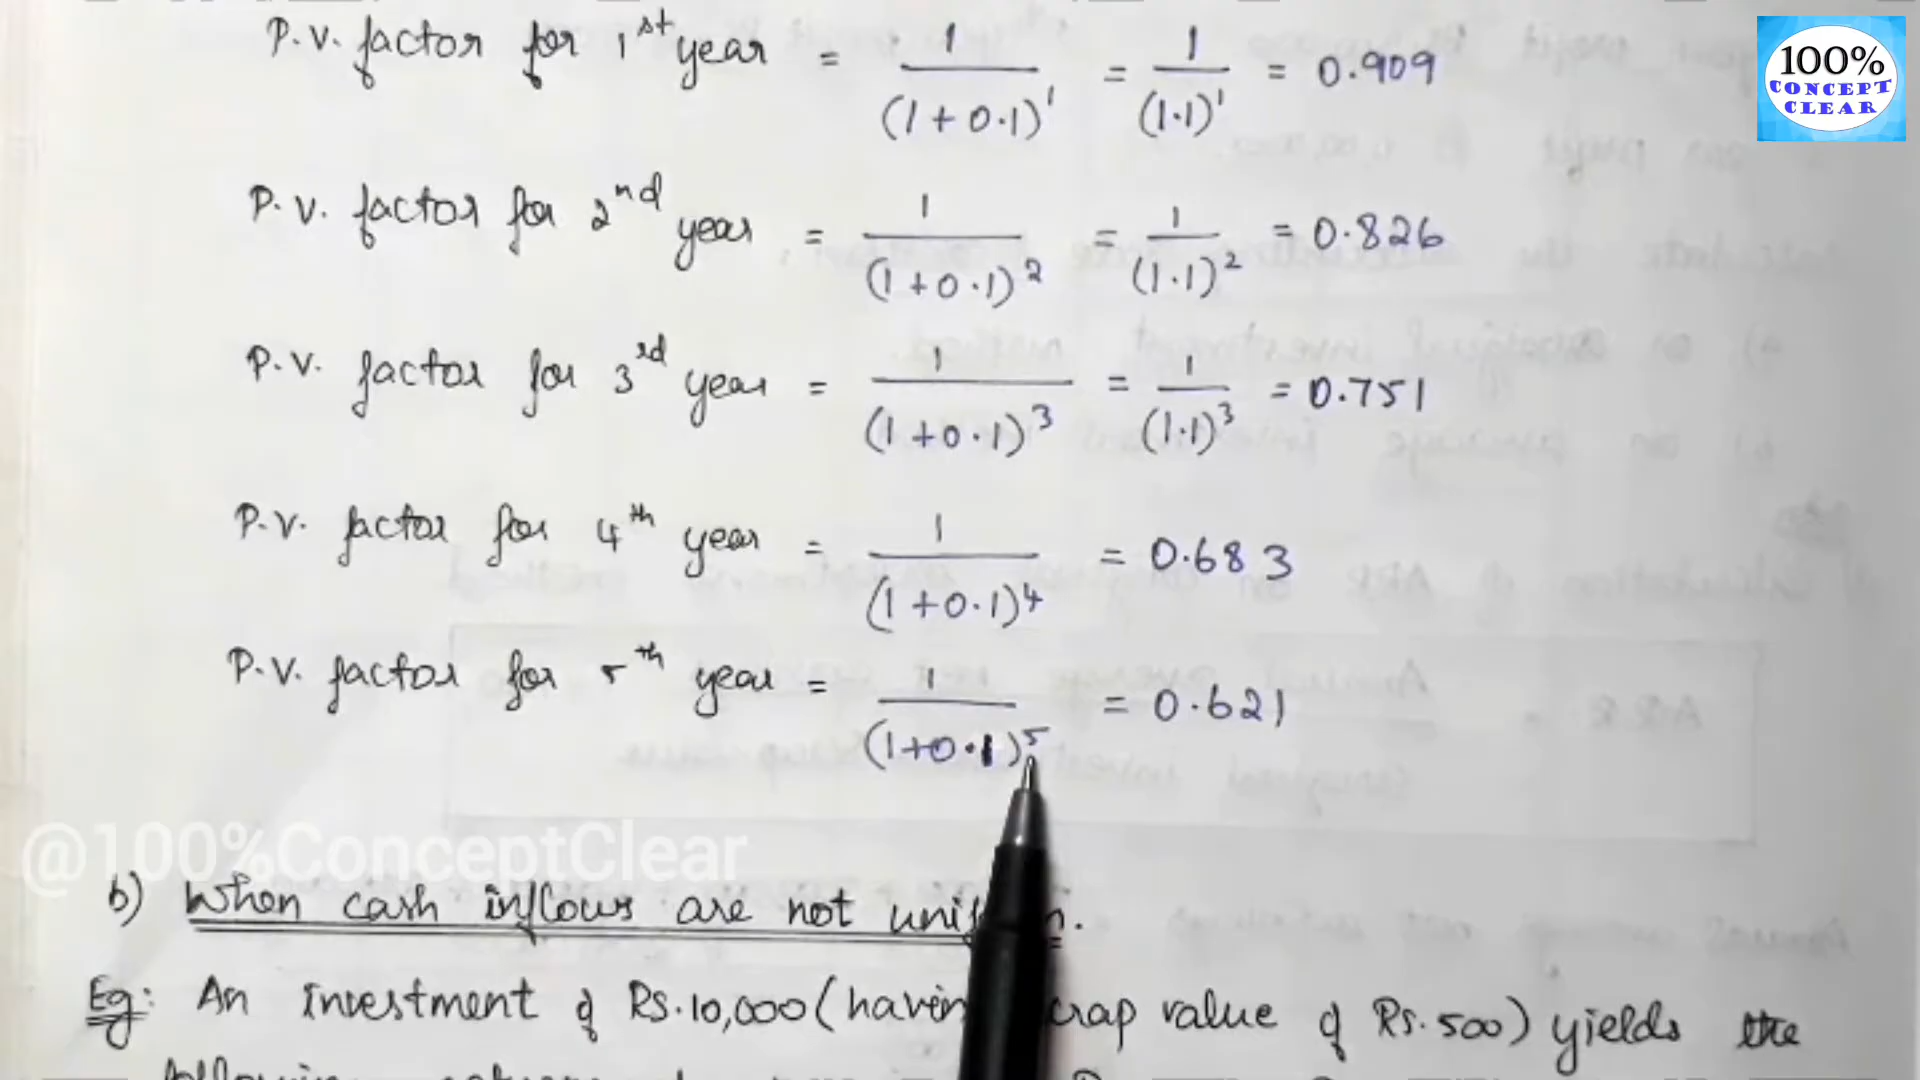 P.V. factor for 1st year = 1/(1+0.1)^1 = 1/(1.1)^1 = 0.909
100%
CONCEPT
CLEAR
P.V. factor for 2nd year = 1/(1+0.1)^2 = 1/(1.1)^2 = 0.826
P.V. factor for 3rd year = 1/(1+0.1)^3 = 1/(1.1)^3 = 0.751
P.V. factor for 4th year = 1/(1+0.1)^4 = 0.683
P.V. factor for 5th year = 1/(1+0.1)^5 = 0.621
@100%ConceptClear
b) When cash inflows are not
Eg: An investment of Rs.10,000 ( value of Rs.500) yields the